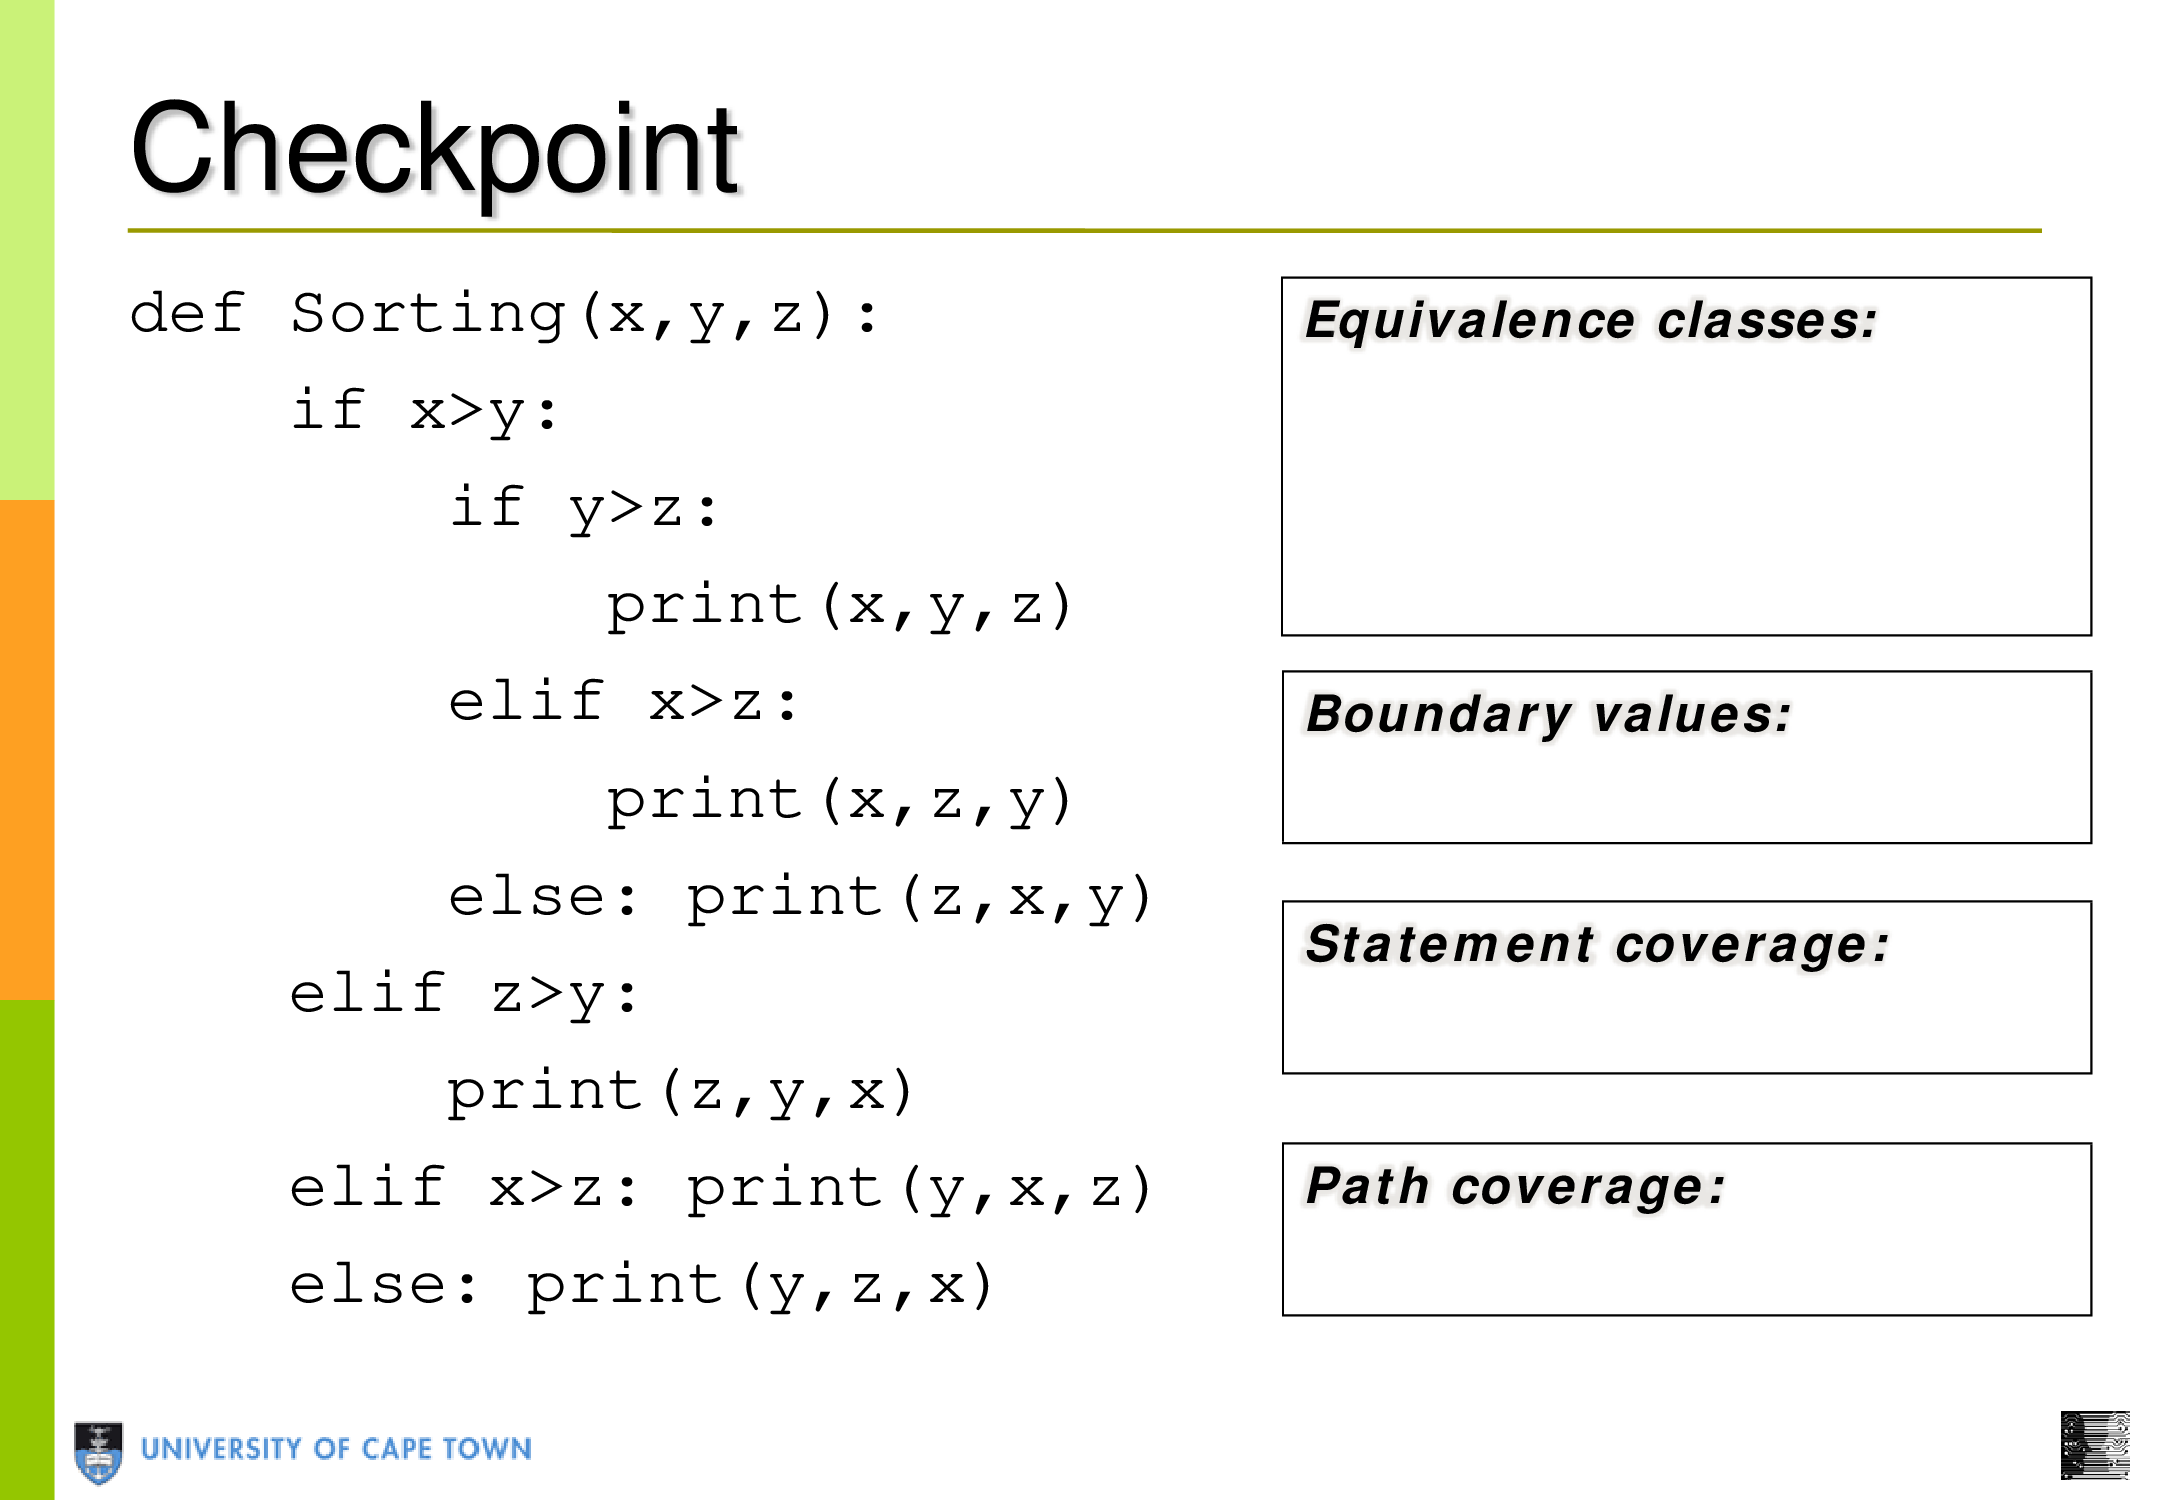 Checkpoint
def Sorting(x,y,z):
if x>y:
if y>z:
print(x,y,z)
elif x>z:
print(x,z,y)
else: print(z,x,y)
elif z>y:
print(z,y,x)
elif x>z: print(y,x,z)
else: print(y,z,x)
Equivalence classes:
Boundary values:
Statement coverage:
Path coverage:
UNIVERSITY OF CAPE TOWN